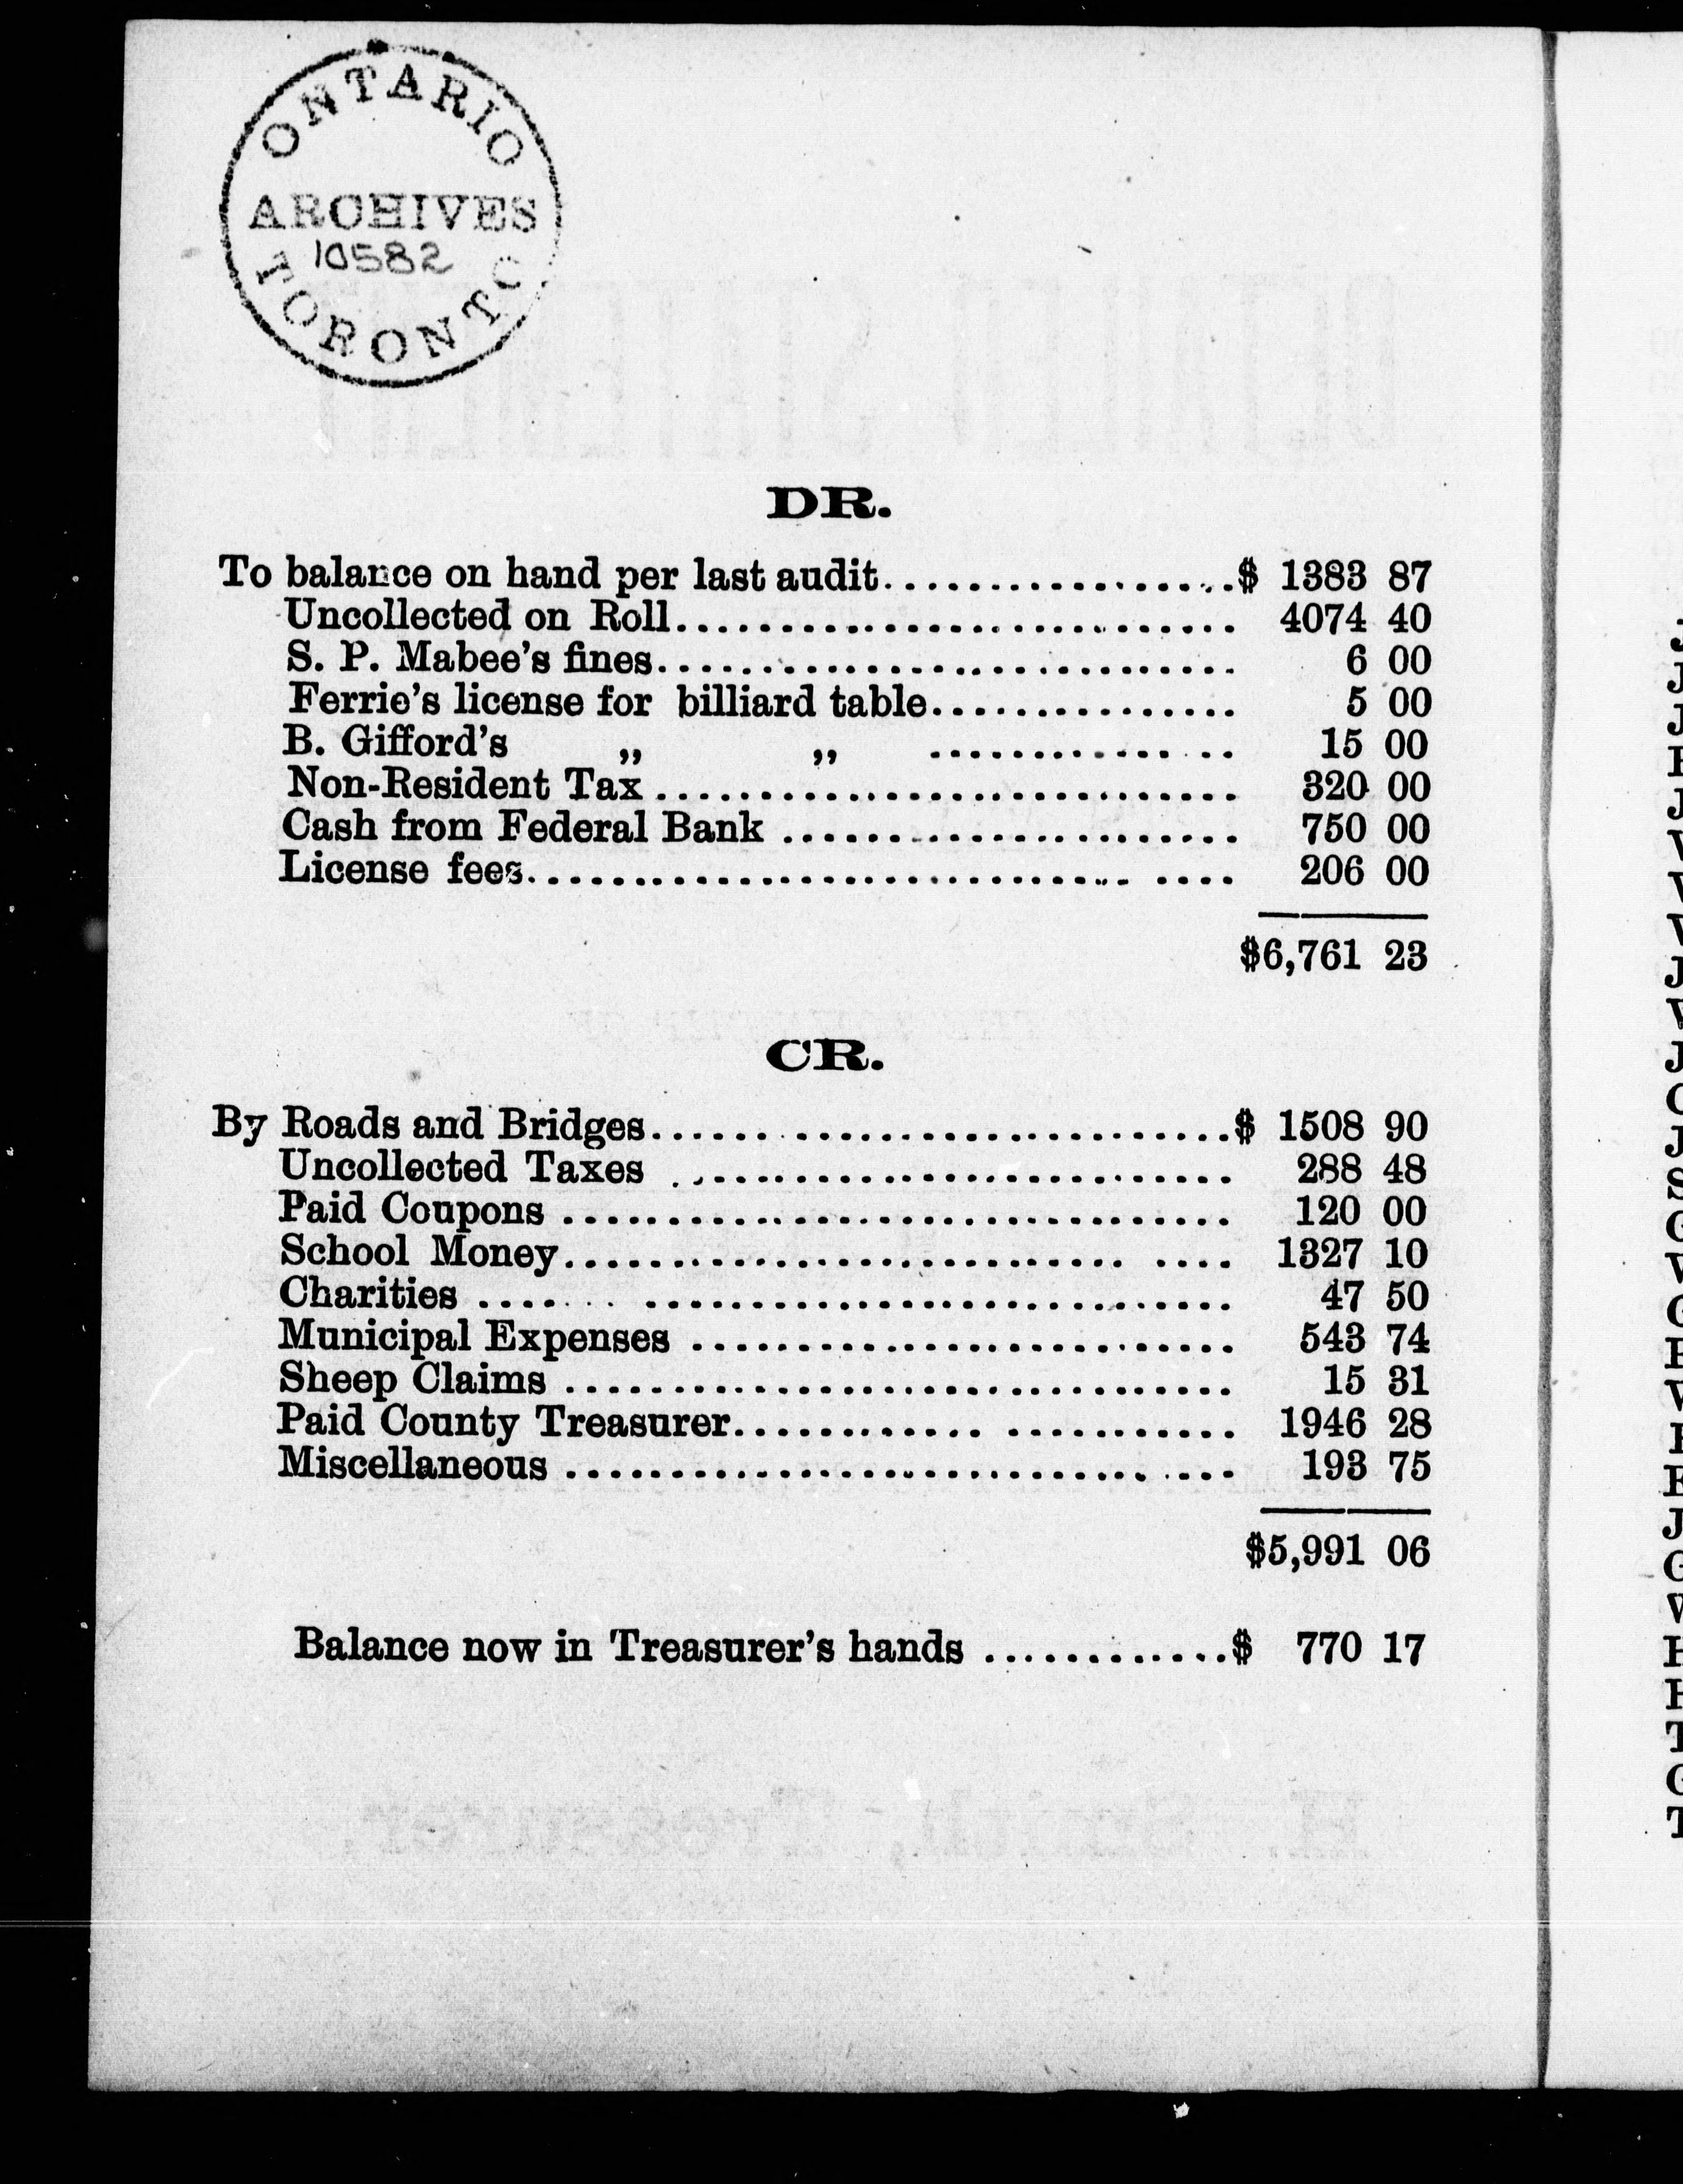 ONTARIO
ARCHIVES
10582
TORONTO
DR.
To balance on hand per last audit..................$ 1383 87
Uncollected on Roll........................... 4074 40
S. P. Mabee's fines............................ 6 00
Ferrie's license for billiard table............... 5 00
B. Gifford's „ „ ............... 15 00
Non-Resident Tax............................ 320 00
Cash from Federal Bank ...................... 750 00
License fees.................................. 206 00
$6,761 23
CR.
By Roads and Bridges............................$ 1508 90
Uncollected Taxes .......................... 288 48
Paid Coupons ................................ 120 00
School Money............................... 1327 10
Charities .................................... 47 50
Municipal Expenses .......................... 543 74
Sheep Claims ................................ 15 31
Paid County Treasurer....................... 1946 28
Miscellaneous ................................ 193 75
$5,991 06
Balance now in Treasurer's hands ............$ 770 17